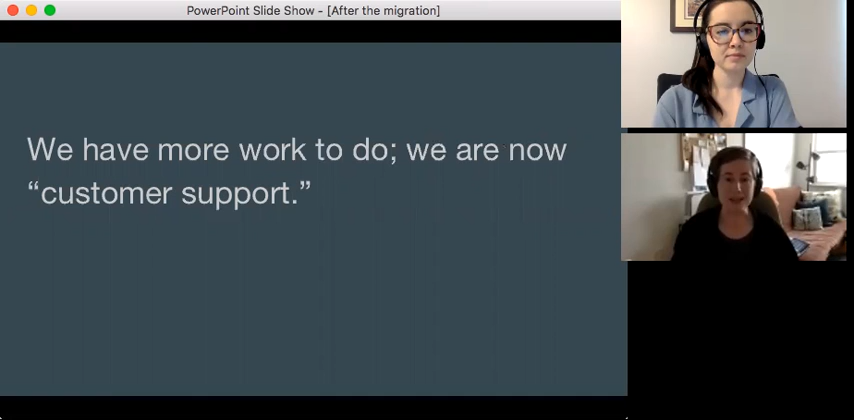 PowerPoint Slide Show - [After the migration]
We have more work to do; we are now
“customer support.”